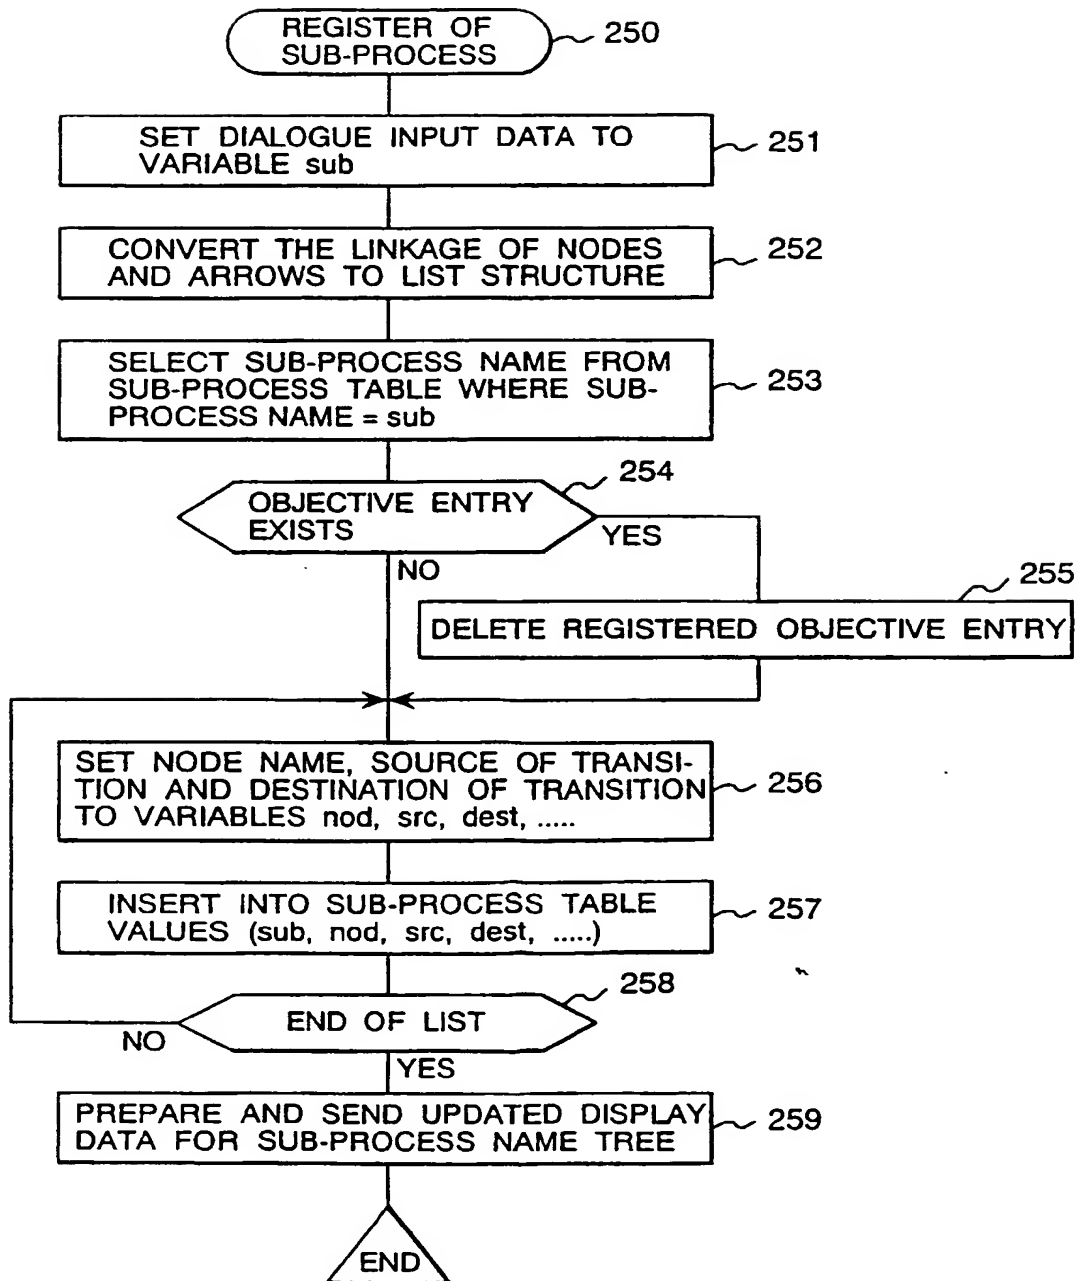 REGISTER OF
SUB-PROCESS
250
SET DIALOGUE INPUT DATA TO
VARIABLE sub
251
CONVERT THE LINKAGE OF NODES
AND ARROWS TO LIST STRUCTURE
252
SELECT SUB-PROCESS NAME FROM
SUB-PROCESS TABLE WHERE SUB-
PROCESS NAME = sub
253
254
OBJECTIVE ENTRY
EXISTS
YES
NO
255
DELETE REGISTERED OBJECTIVE ENTRY
SET NODE NAME, SOURCE OF TRANSI-
TION AND DESTINATION OF TRANSITION
TO VARIABLES nod, src, dest, .....
256
INSERT INTO SUB-PROCESS TABLE
VALUES (sub, nod, src, dest, .....)
257
258
END OF LIST
NO
YES
PREPARE AND SEND UPDATED DISPLAY
DATA FOR SUB-PROCESS NAME TREE
259
END